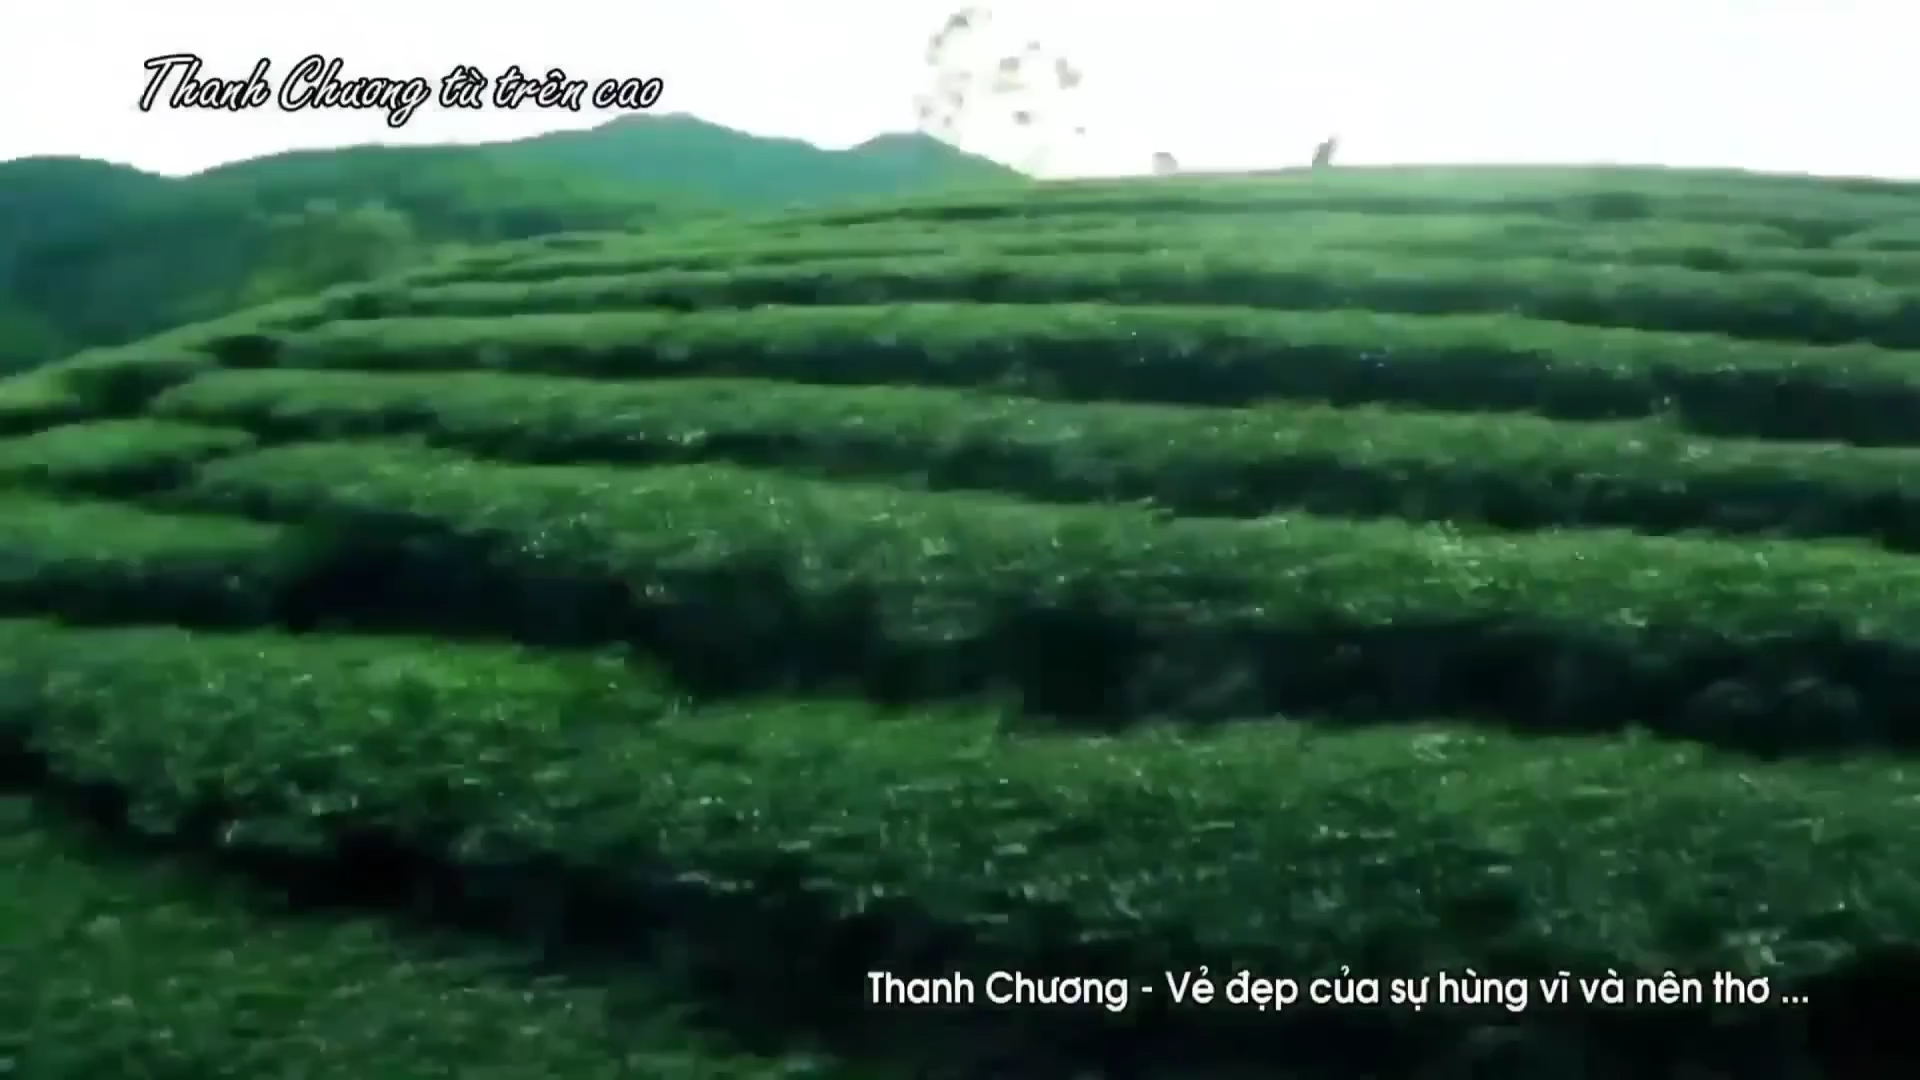 Thanh Chương từ trên cao
Thanh Chương - Vẻ đẹp của sự hùng vĩ và nên thơ ...